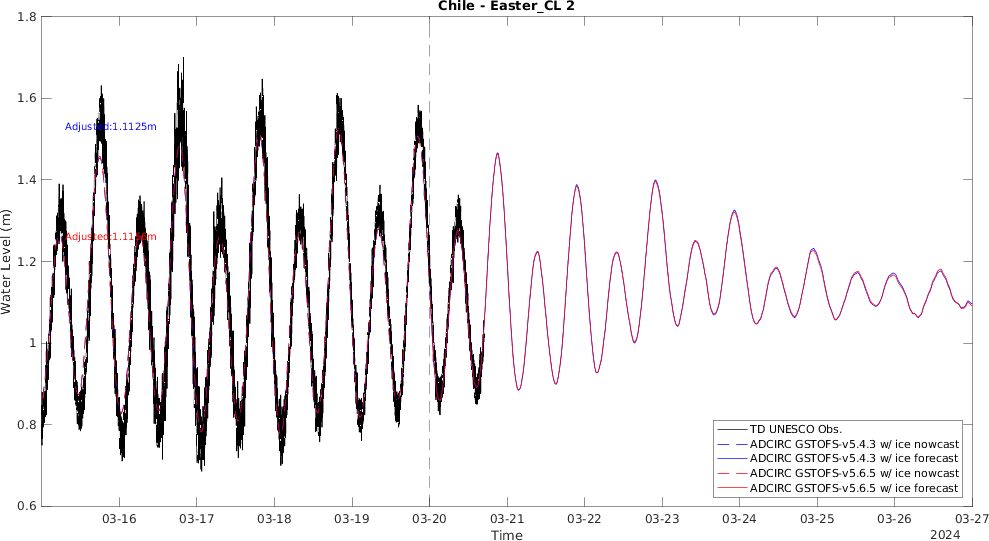 Chile - Easter_CL 2
Water Level (m)
1.8
1.6
1.4
1.2
1
0.8
0.6
Adjusted:1.1125m
03-16
03-17
03-18
03-19
03-20
03-21
03-22
03-23
03-24
03-25
03-26
03-27
Time
2024
TD UNESCO Obs.
ADCIRC GSTOFS-v5.4.3 w/ ice nowcast
ADCIRC GSTOFS-v5.4.3 w/ ice forecast
ADCIRC GSTOFS-v5.6.5 w/ ice nowcast
ADCIRC GSTOFS-v5.6.5 w/ ice forecast